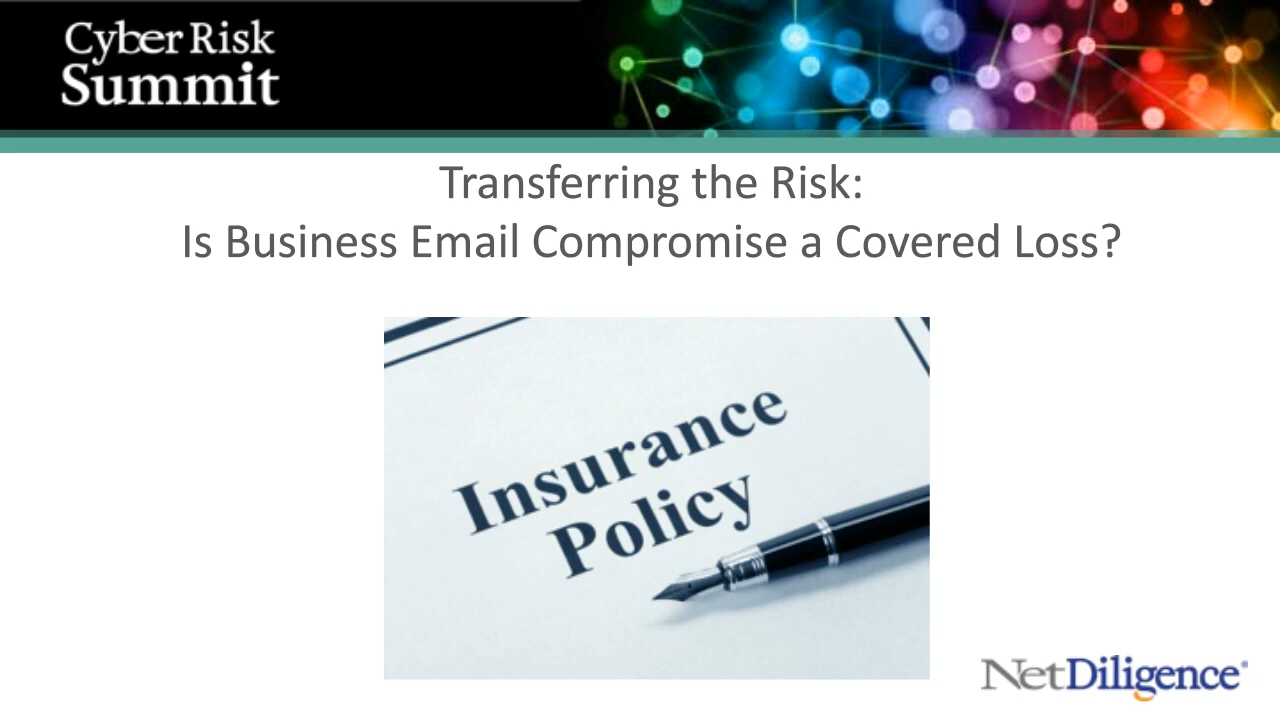 Cyber Risk
Summit
Transferring the Risk:
Is Business Email Compromise a Covered Loss?
Insurance
Policy
NetDiligence®